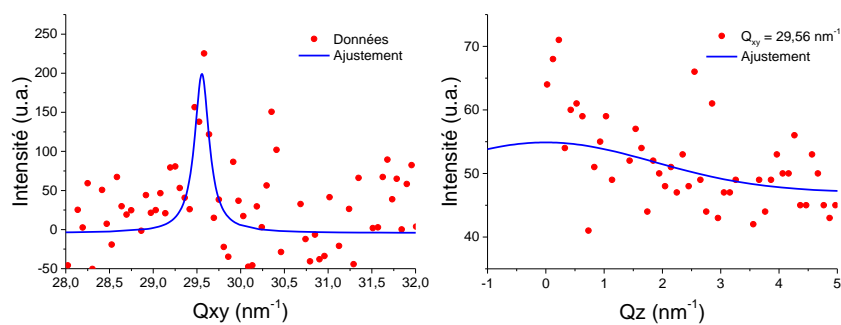 250
200
150
100
50
0
-50
Intensité (u.a.)
Données
Ajustement
28,0 28,5 29,0 29,5 30,0 30,5 31,0 31,5 32,0
Qxy (nm⁻¹)
70
60
50
40
Intensité (u.a.)
Qxy = 29,56 nm⁻¹
Ajustement
-1 0 1 2 3 4 5
Qz (nm⁻¹)